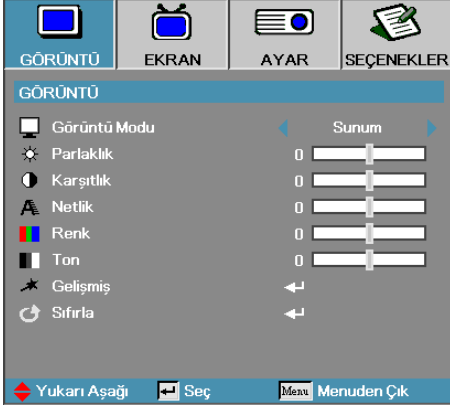 GÖRÜNTÜ EKRAN AYAR SEÇENEKLER
GÖRÜNTÜ
Görüntü Modu Sunum
Parlaklık 0
Karşıtlık 0
Netlik 0
Renk 0
Ton 0
Gelişmiş
Sıfırla
Yukarı Aşağı Seç Menu Menuden Çık